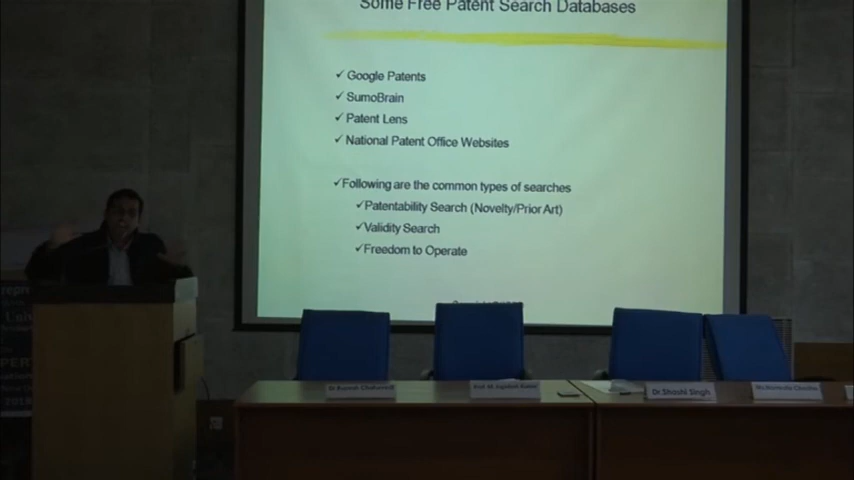 Some Free Patent Search Databases
✓ Google Patents
✓ SumoBrain
✓ Patent Lens
✓ National Patent Office Websites
✓Following are the common types of searches
✓Patentability Search (Novelty/Prior Art)
✓Validity Search
✓Freedom to Operate
Dr.Shashi Singh